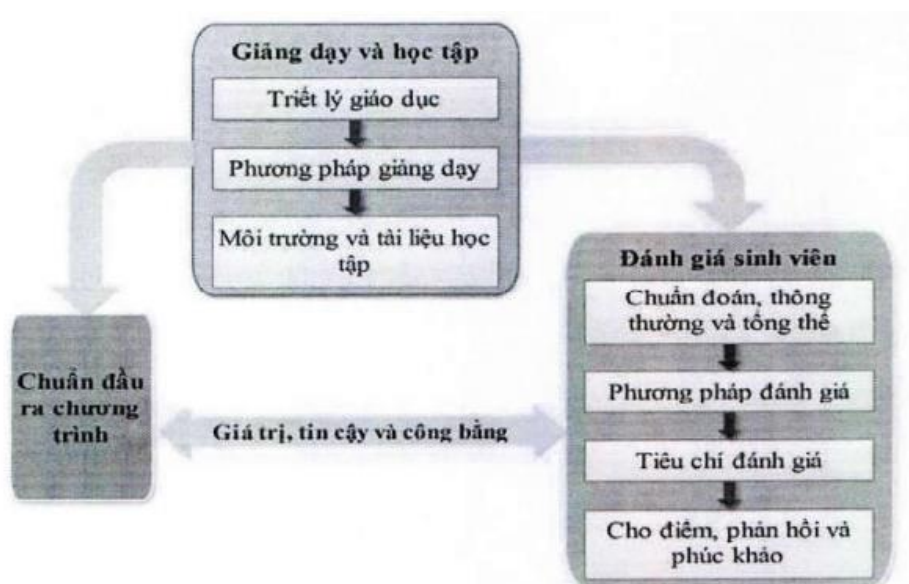 Giảng dạy và học tập
Triết lý giáo dục
Phương pháp giảng dạy
Môi trường và tài liệu học
tập
Đánh giá sinh viên
Chuẩn đoán, thông
thường và tổng thể
Phương pháp đánh giá
Tiêu chí đánh giá
Cho điểm, phản hồi và
phúc khảo
Chuẩn đầu
ra chương
trình
Giá trị, tin cậy và công bằng